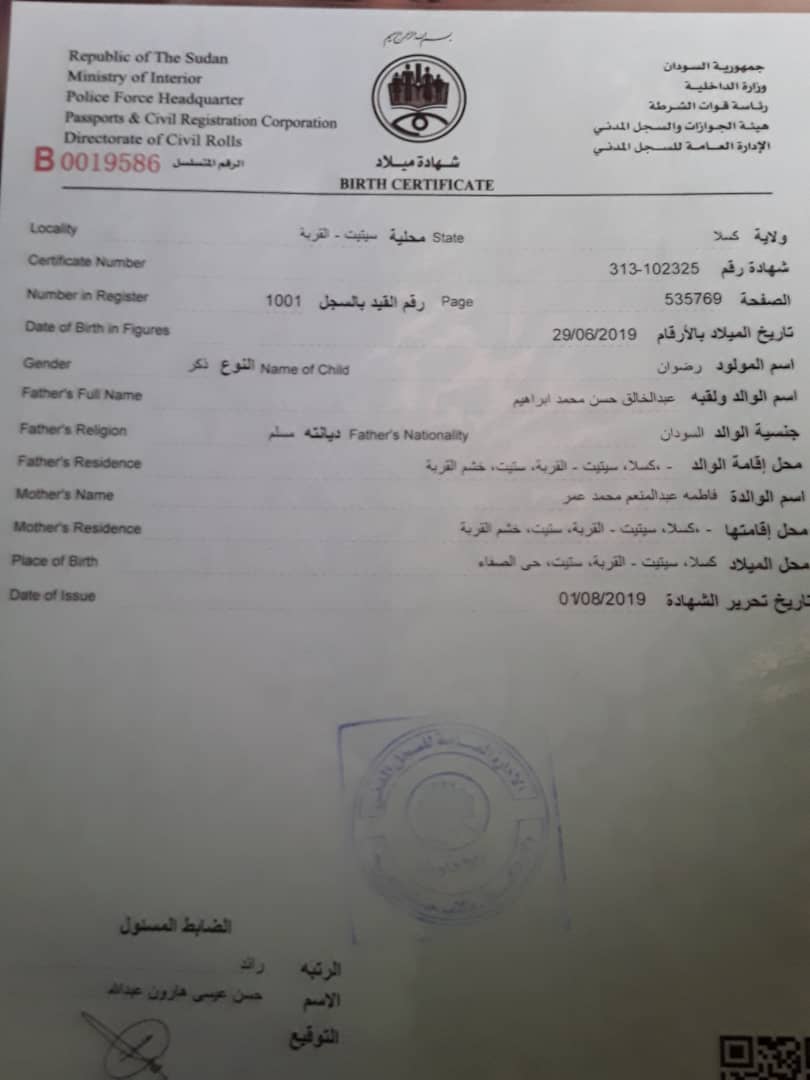 بسم الله الرحمن الرحيم
Republic of The Sudan
Ministry of Interior
Police Force Headquarter
Passports & Civil Registration Corporation
Directorate of Civil Rolls
B 0019586 الرقم المتسلسل
جمهورية السودان
وزارة الداخلية
رئاسة قوات الشرطة
هيئة الجوازات والسجل المدني
الإدارة العامة للسجل المدني
شهادة ميلاد
BIRTH CERTIFICATE
ولاية كسلا State محلية سيتيت - القربة Locality
شهادة رقم 313-102325 Certificate Number
الصفحة 535769 Page رقم القيد بالسجل 1001 Number in Register
تاريخ الميلاد بالأرقام 29/06/2019 Date of Birth in Figures
اسم المولود رضوان Name of Child النوع ذكر Gender
اسم الوالد ولقبه عبدالخالق حسن محمد ابراهيم Father's Full Name
جنسية الوالد السودان Father's Nationality ديانته مسلم Father's Religion
محل إقامة الوالد - ،كسلا، سيتيت - القربة، ستيت، خشم القربة Father's Residence
اسم الوالدة فاطمه عبدالمنعم محمد عمر Mother's Name
محل إقامتها - ،كسلا، سيتيت - القربة، ستيت، خشم القربة Mother's Residence
محل الميلاد كسلا، سيتيت - القربة، ستيت، حى الصفاء Place of Birth
تاريخ تحرير الشهادة 01/08/2019 Date of Issue
الإدارة العامة للسجل المدني
الضابط المسئول
الرتبه رائد
الاسم حسن عيسى هارون عبدالله
التوقيع